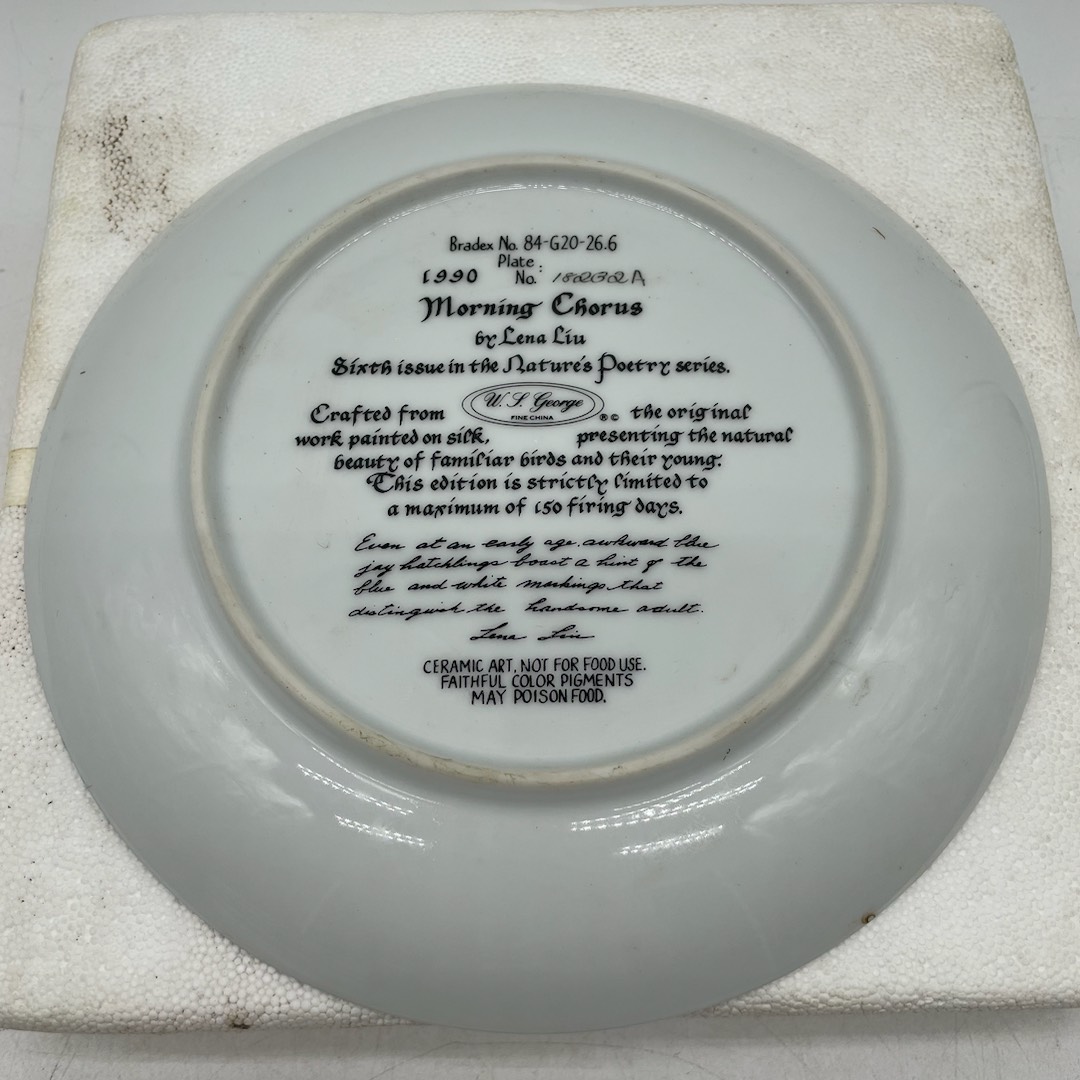 Bradex No. 84-G20-26.6
Plate
1990 No. 18232A
Morning Chorus
by Lena Liu
Sixth issue in the Nature's Poetry series.
Crafted from W. S. George FINE CHINA ®© the original
work painted on silk, presenting the natural
beauty of familiar birds and their young.
This edition is strictly limited to
a maximum of 150 firing days.
Even at an early age, awkward blue
jay hatchlings boast a hint of the
blue and white markings that
distinguish the handsome adult.
Lena Liu
CERAMIC ART, NOT FOR FOOD USE.
FAITHFUL COLOR PIGMENTS
MAY POISON FOOD.